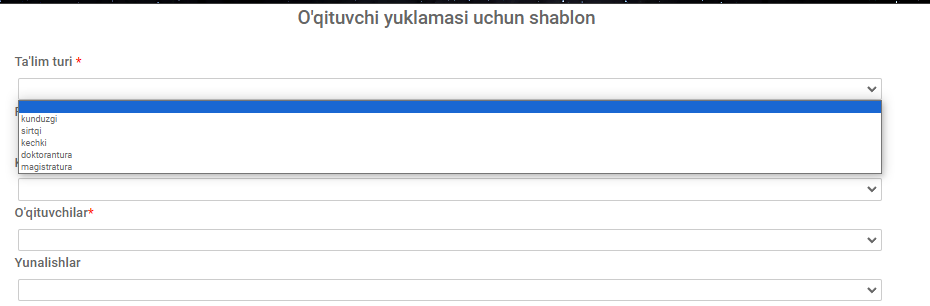 O'qituvchi yuklamasi uchun shablon
Ta'lim turi *
kunduzgi
sirtqi
kechki
doktorantura
magistratura
O'qituvchilar*
Yunalishlar